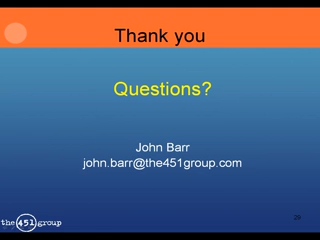 Thank you
Questions?
John Barr
john.barr@the451group.com
the 451 group
29